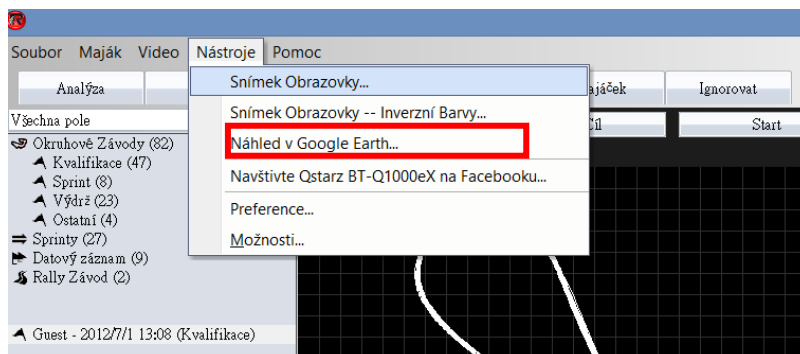 Soubor Maják Video Nástroje Pomoc
Analýza
Ignorovat
Start
Snímek Obrazovky...
Snímek Obrazovky -- Inverzní Barvy...
Náhled v Google Earth...
Navštivte Qstarz BT-Q1000eX na Facebooku...
Preference...
Možnosti...
Všechna pole
Okruhové Závody (82)
Kvalifikace (47)
Sprint (8)
Výdrž (23)
Ostatní (4)
Sprinty (27)
Datový záznam (9)
Rally Závod (2)
Guest - 2012/7/1 13:08 (Kvalifikace)